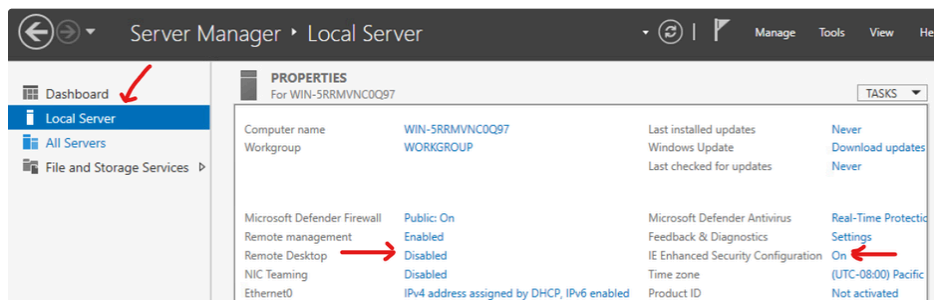 Server Manager ‣ Local Server
Manage Tools View He
Dashboard
Local Server
All Servers
File and Storage Services
PROPERTIES
For WIN-5RRMVNC0Q97
TASKS
Computer name WIN-5RRMVNC0Q97 Last installed updates Never
Workgroup WORKGROUP Windows Update Download updates
Last checked for updates Never
Microsoft Defender Firewall Public: On Microsoft Defender Antivirus Real-Time Protectio
Remote management Enabled Feedback & Diagnostics Settings
Remote Desktop Disabled IE Enhanced Security Configuration On
NIC Teaming Disabled Time zone (UTC-08:00) Pacific
Ethernet0 IPv4 address assigned by DHCP, IPv6 enabled Product ID Not activated